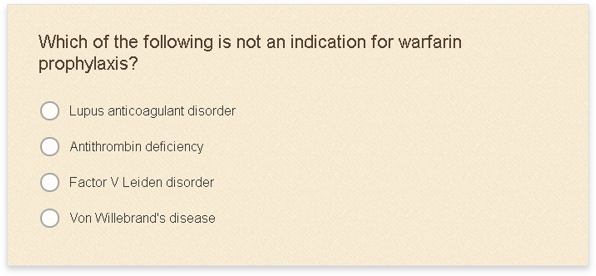 Which of the following is not an indication for warfarin
prophylaxis?
Lupus anticoagulant disorder
Antithrombin deficiency
Factor V Leiden disorder
Von Willebrand's disease